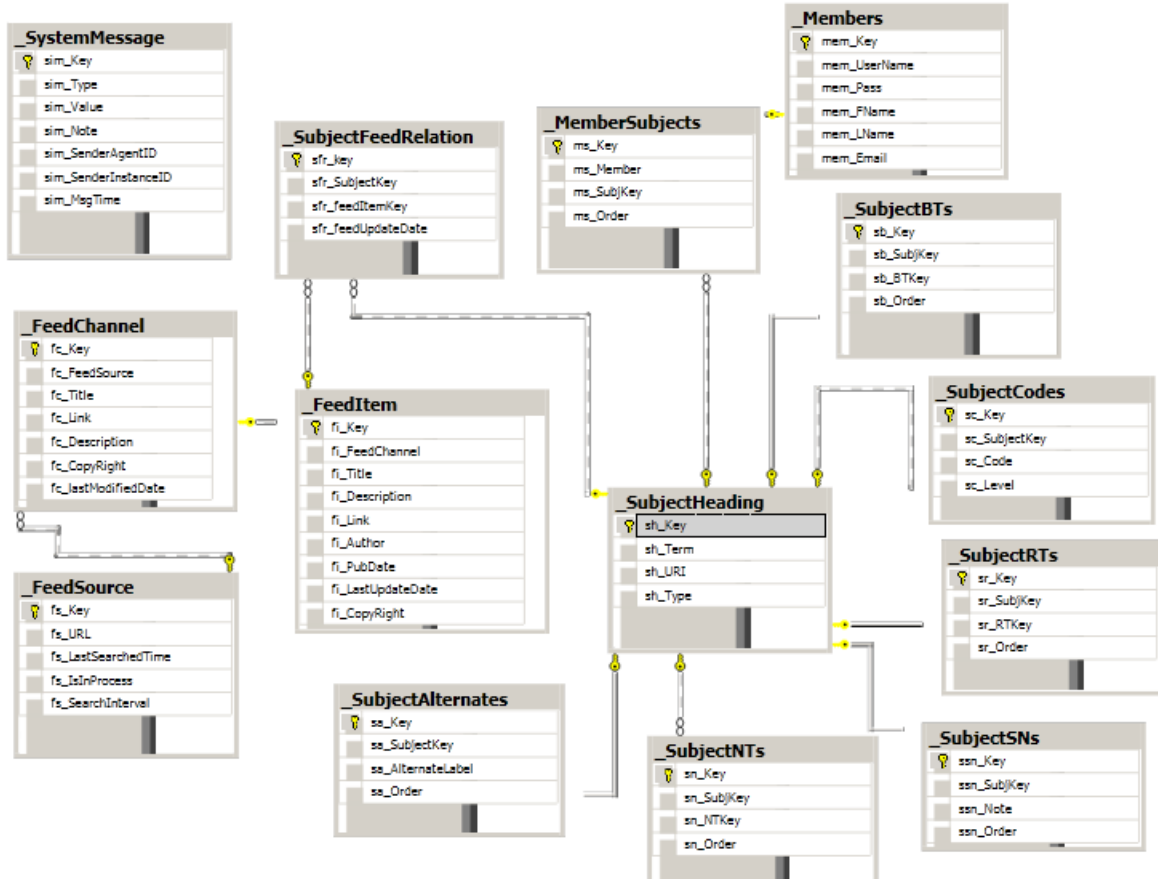 _SystemMessage
sim_Key
sim_Type
sim_Value
sim_Note
sim_SenderAgentID
sim_SenderInstanceID
sim_MsgTime
_SubjectFeedRelation
sfr_key
sfr_SubjectKey
sfr_feedItemKey
sfr_feedUpdateDate
_MemberSubjects
ms_Key
ms_Member
ms_SubjKey
ms_Order
_Members
mem_Key
mem_UserName
mem_Pass
mem_FName
mem_LName
mem_Email
_SubjectBTs
sb_Key
sb_SubjKey
sb_BTKey
sb_Order
_FeedChannel
fc_Key
fc_FeedSource
fc_Title
fc_Link
fc_Description
fc_CopyRight
fc_lastModifiedDate
_FeedItem
fi_Key
fi_FeedChannel
fi_Title
fi_Description
fi_Link
fi_Author
fi_PubDate
fi_LastUpdateDate
fi_CopyRight
_SubjectCodes
sc_Key
sc_SubjectKey
sc_Code
sc_Level
_SubjectHeading
sh_Key
sh_Term
sh_URI
sh_Type
_SubjectRTs
sr_Key
sr_SubjKey
sr_RTKey
sr_Order
_FeedSource
fs_Key
fs_URL
fs_LastSearchedTime
fs_IsInProcess
fs_SearchInterval
_SubjectAlternates
sa_Key
sa_SubjectKey
sa_AlternateLabel
sa_Order
_SubjectNTs
sn_Key
sn_SubjKey
sn_NTKey
sn_Order
_SubjectSNs
ssn_Key
ssn_SubjKey
ssn_Note
ssn_Order